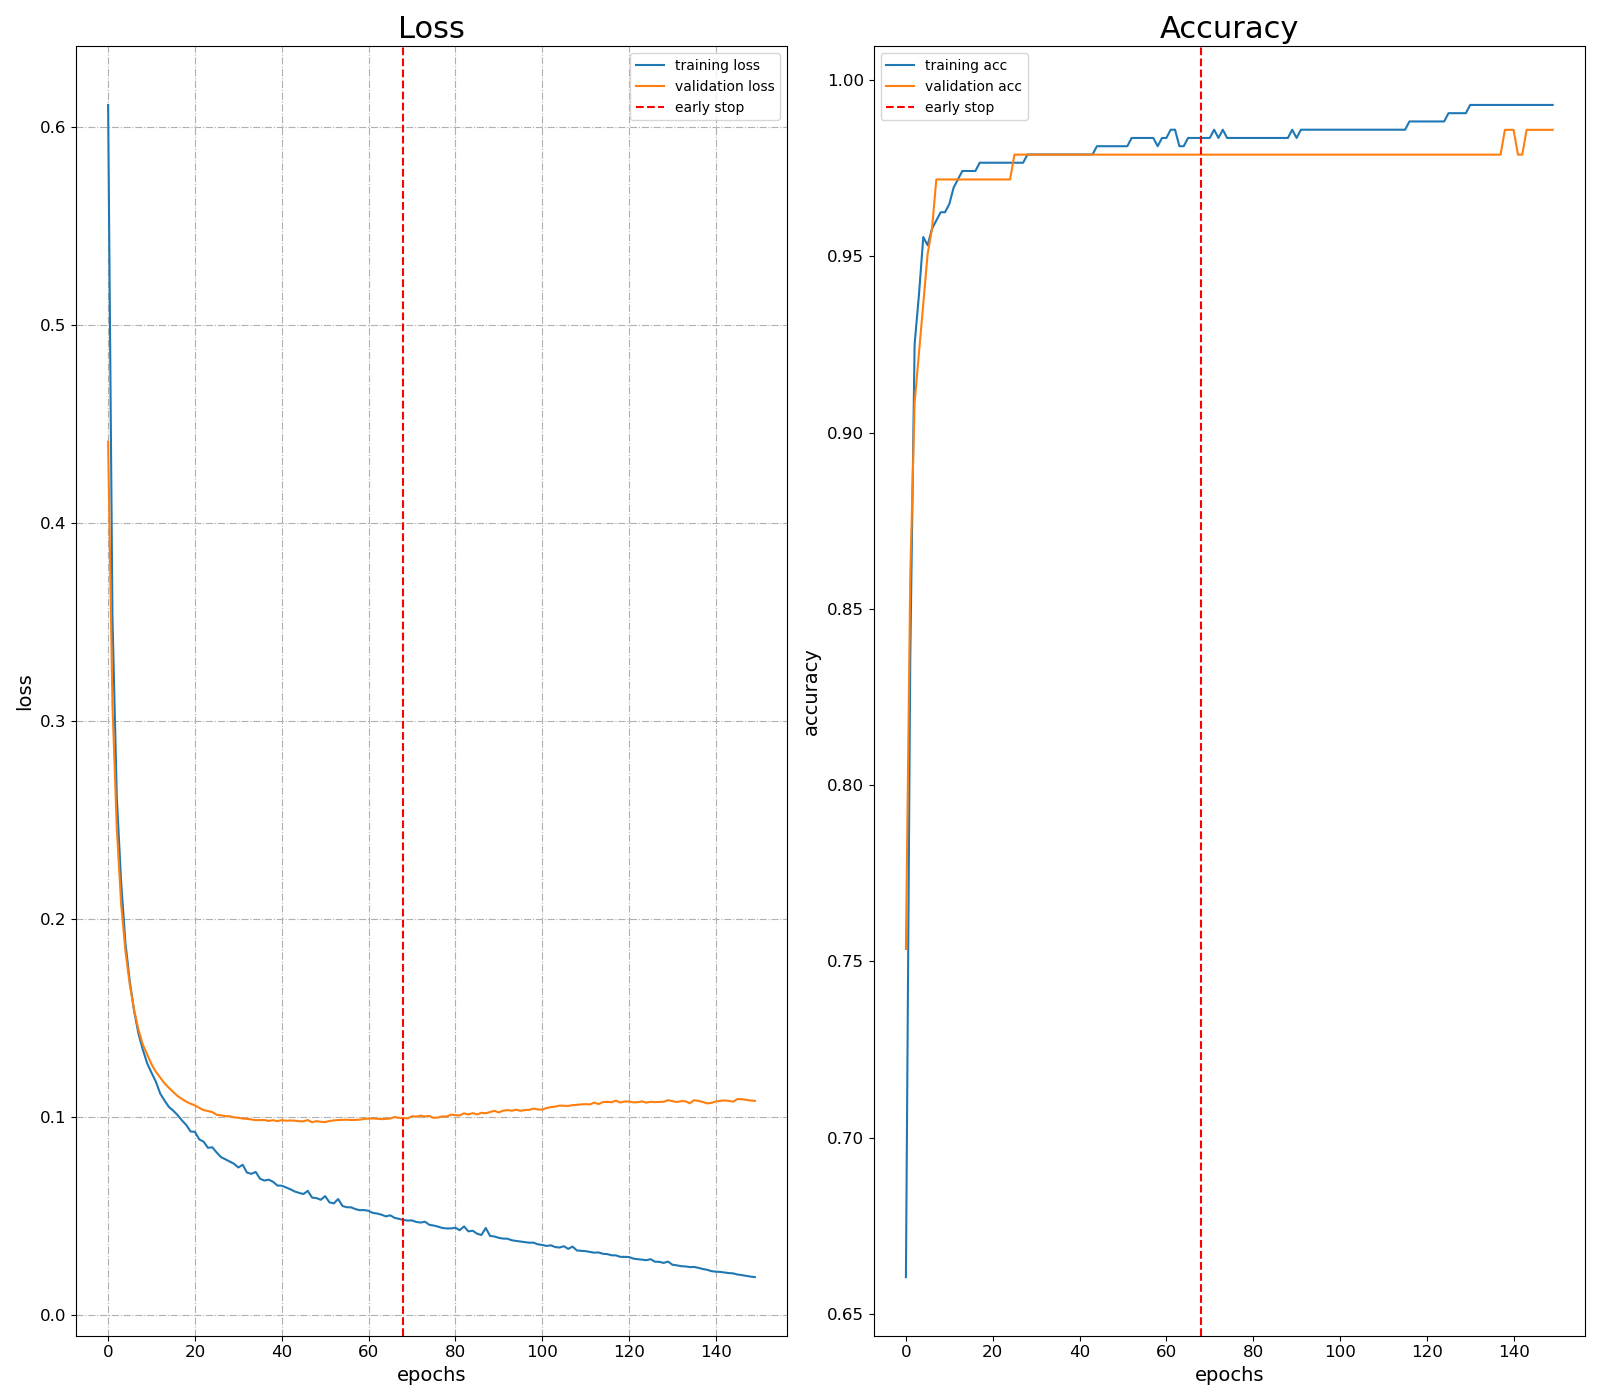 Loss
training loss
validation loss
early stop
0.6
0.5
0.4
0.3
0.2
0.1
0.0
loss
0 20 40 60 80 100 120 140
epochs
Accuracy
training acc
validation acc
early stop
1.00
0.95
0.90
0.85
0.80
0.75
0.70
0.65
accuracy
0 20 40 60 80 100 120 140
epochs